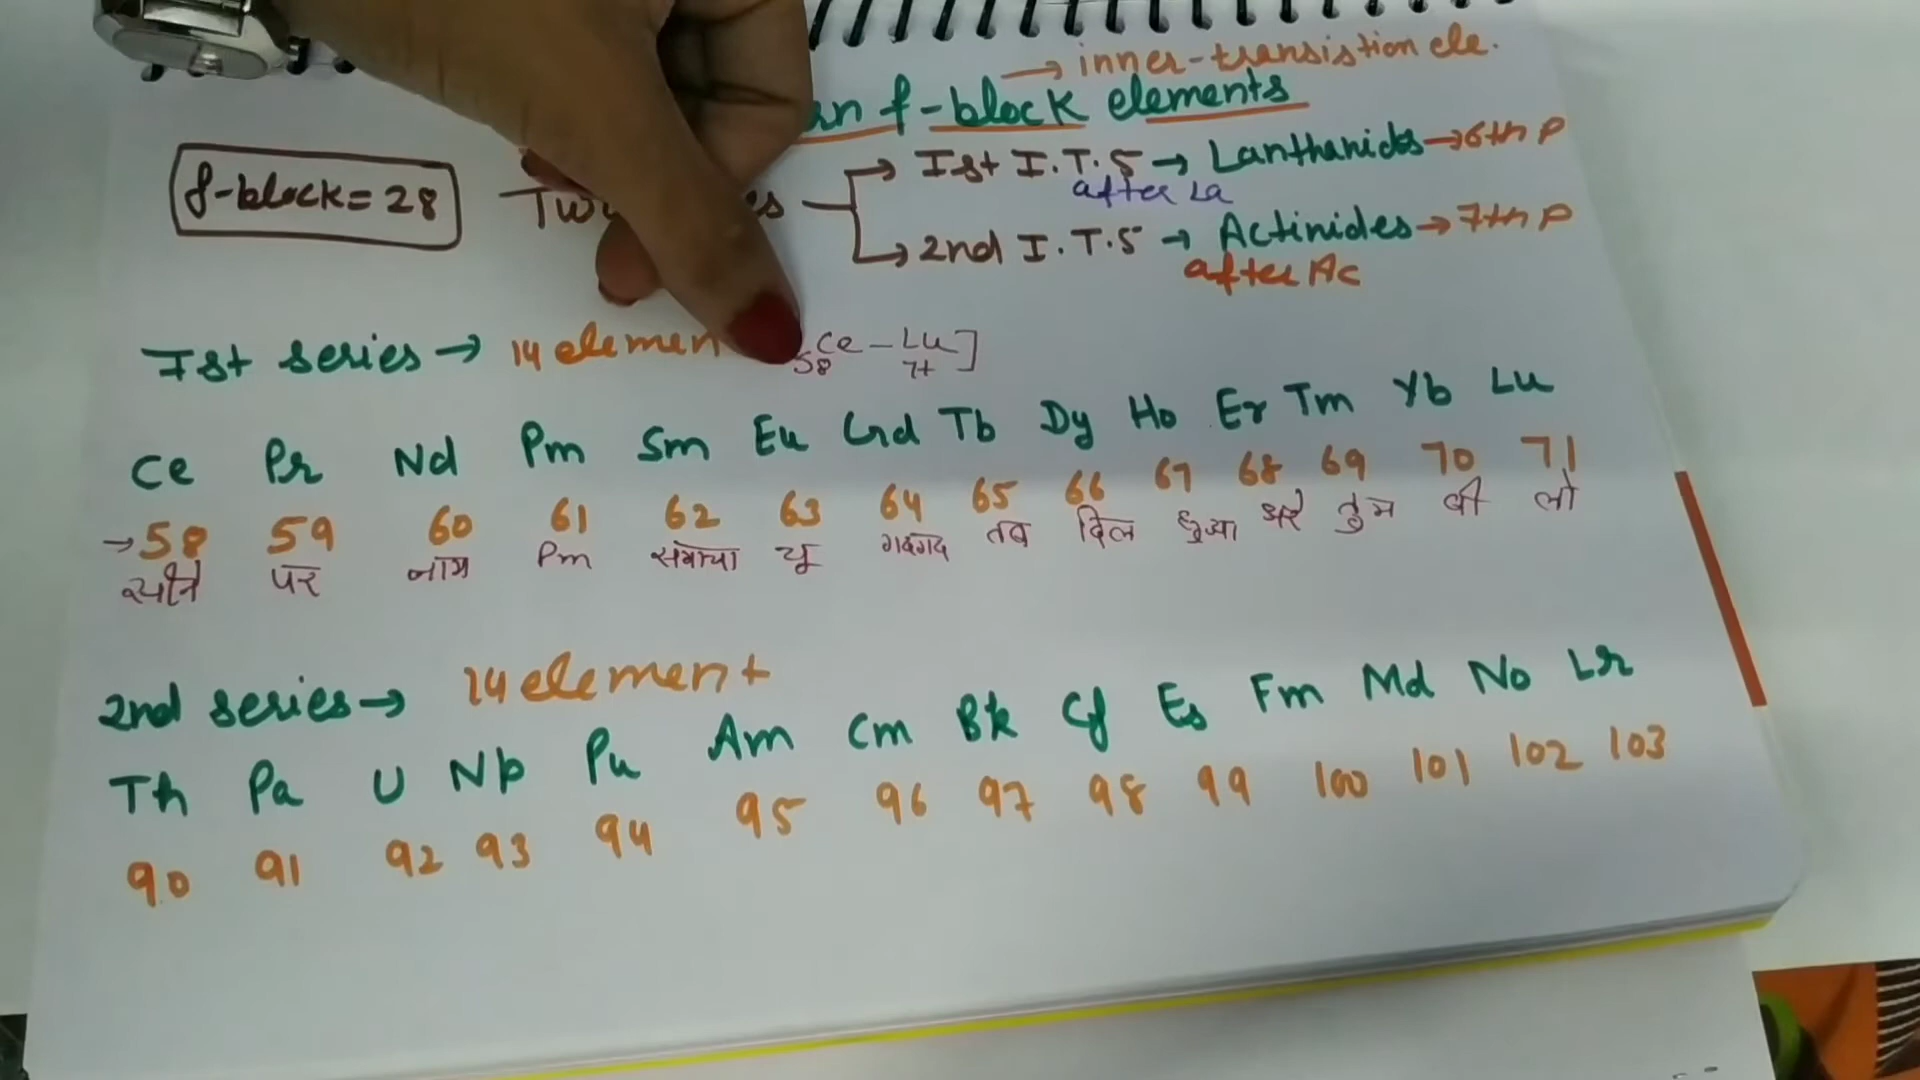 → inner-transistion ele.
f-block elements
f-block = 28
→ Ist I.T.S → Lanthanides → 6th P
after La
→ 2nd I.T.S → Actinides → 7th P
after Ac
Ist series → 14 elemen Ce - Lu]
58 71
Ce Pr Nd Pm Sm Eu Gd Tb Dy Ho Er Tm Yb Lu
→ 58 59 60 61 62 63 64 65 66 67 68 69 70 71
पर नाम Pm यू गदगद तब दिल हुआ अरे तुम बी लो
2nd series → 14 element
Th Pa U Np Pu Am Cm Bk Cf Es Fm Md No Lr
90 91 92 93 94 95 96 97 98 99 100 101 102 103